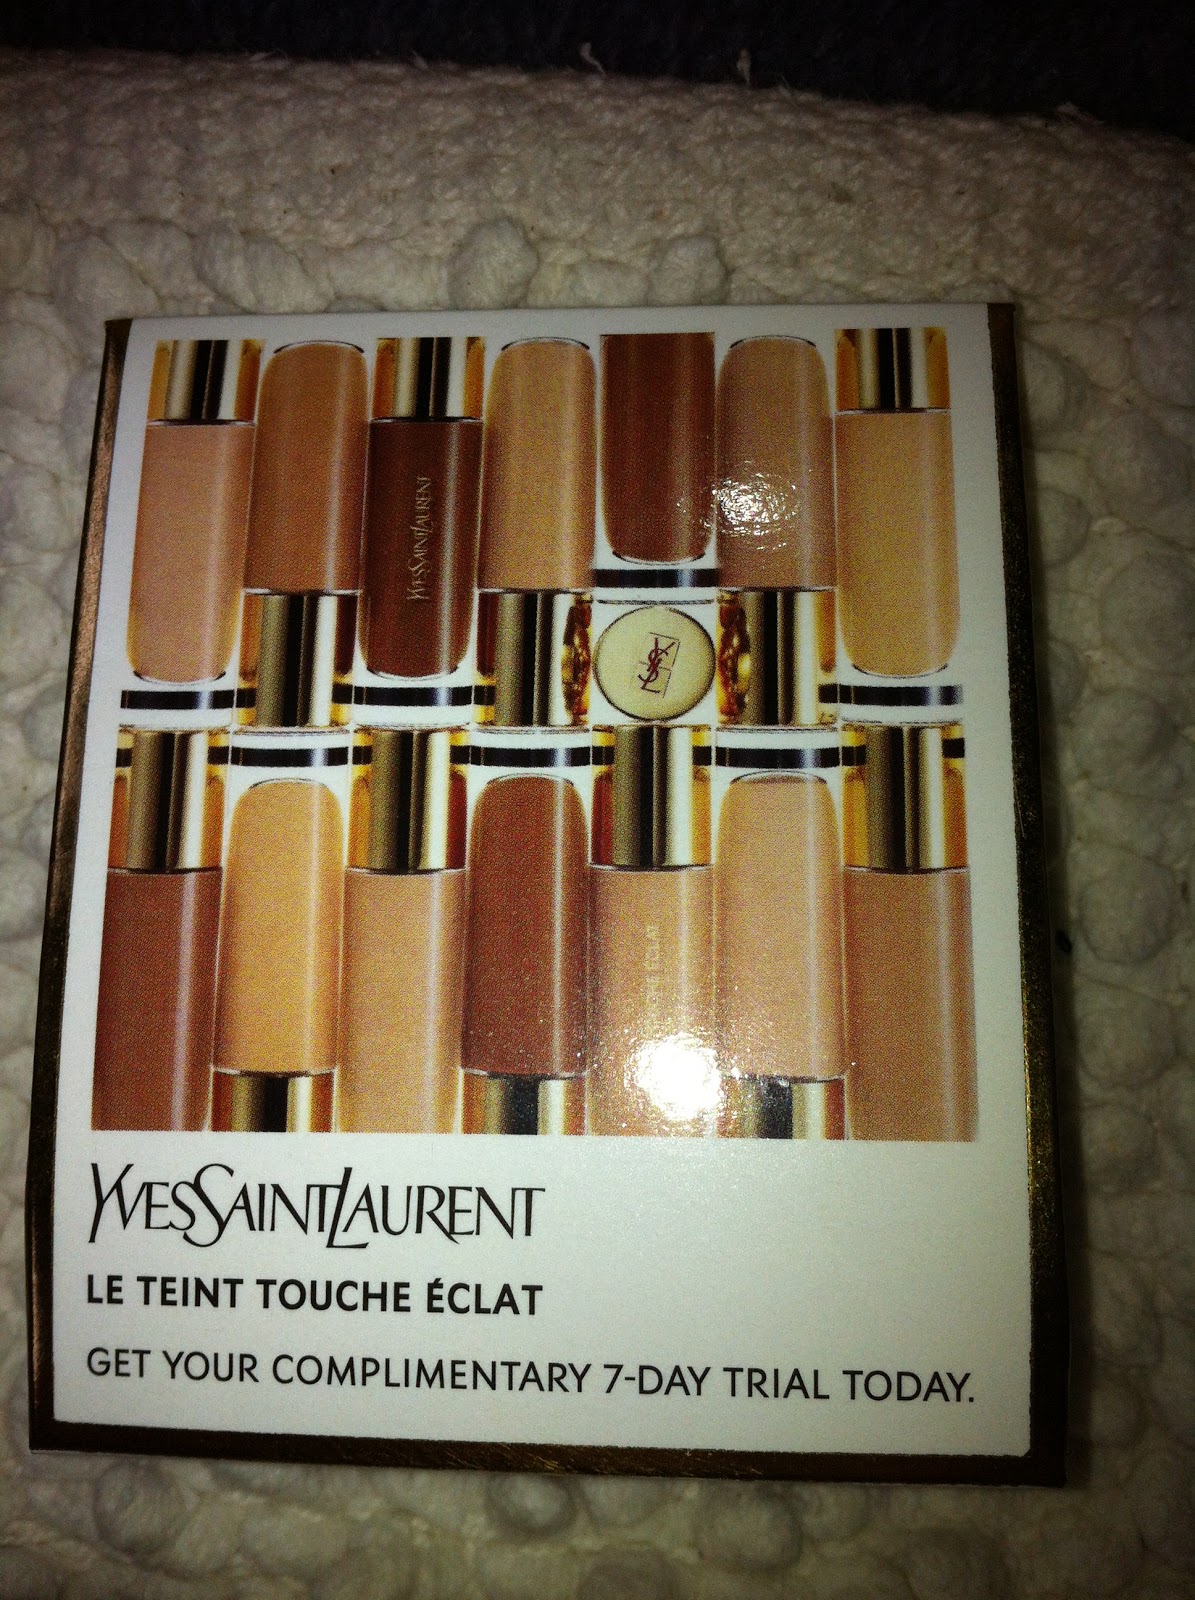 YVESSAINTLAURENT
YSL
YVESSAINTLAURENT
LE TEINT TOUCHE ÉCLAT
GET YOUR COMPLIMENTARY 7-DAY TRIAL TODAY.